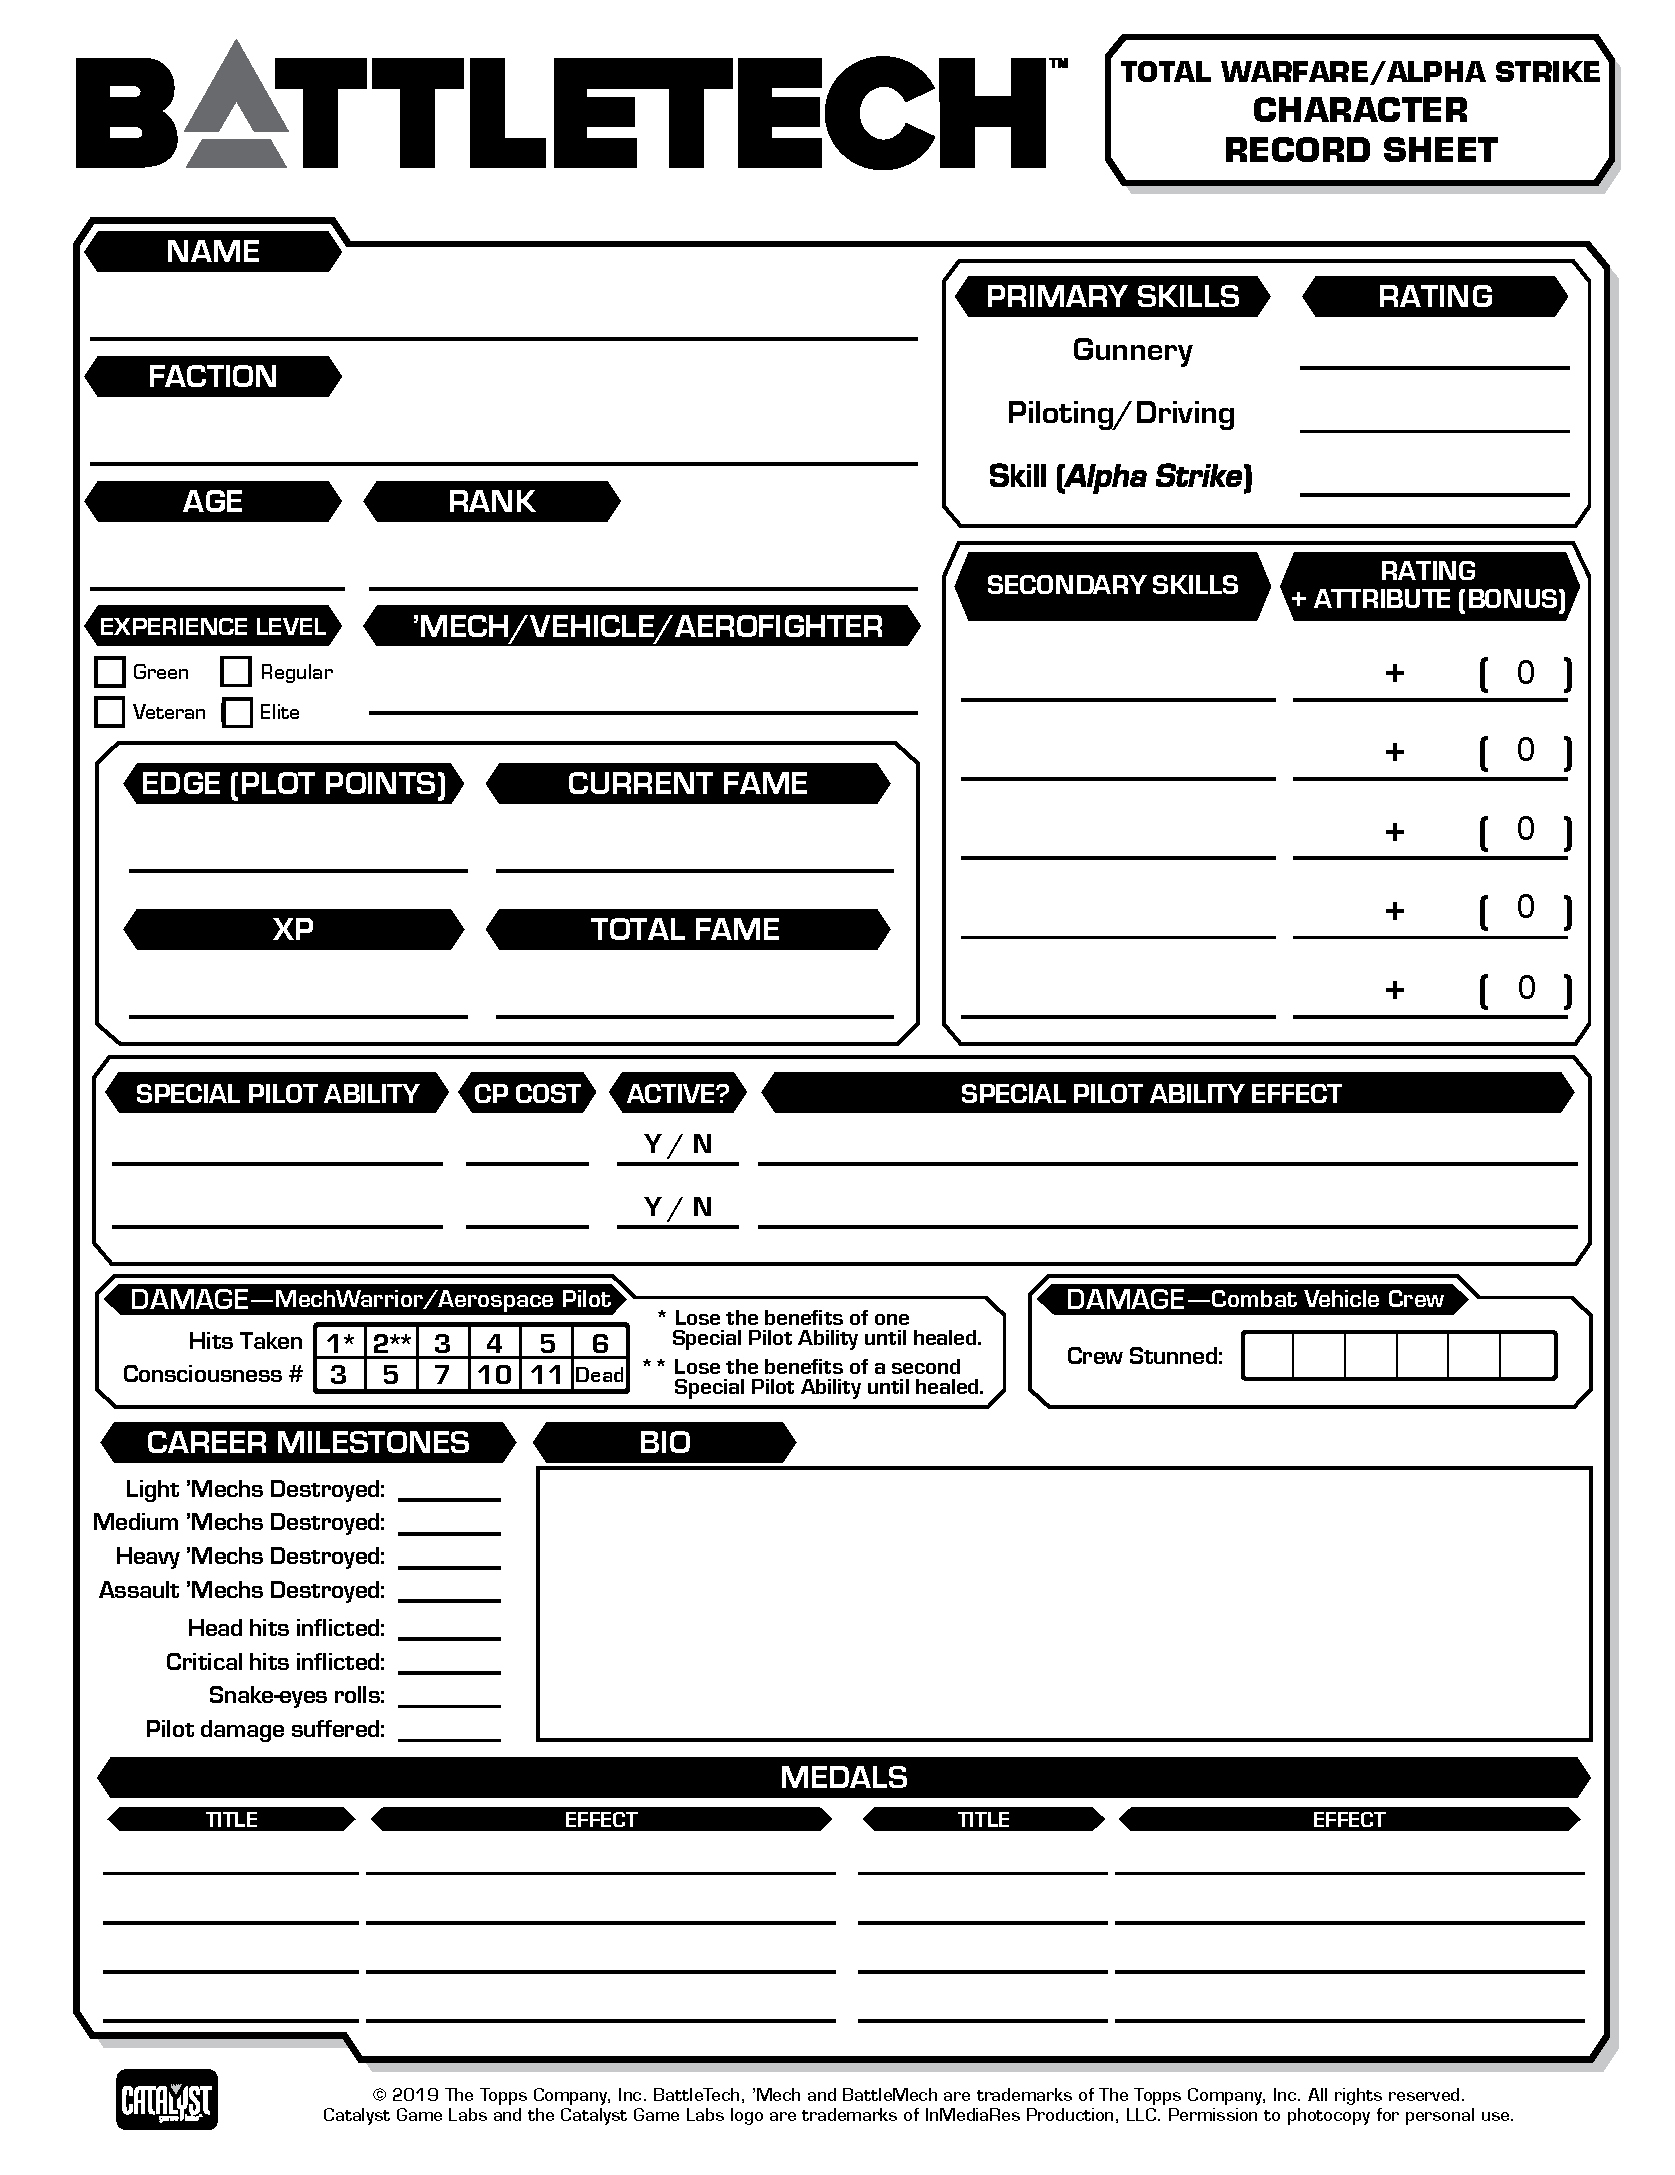 BATTLETECH™
TOTAL WARFARE/ALPHA STRIKE
CHARACTER
RECORD SHEET
NAME
FACTION
AGE RANK
EXPERIENCE LEVEL 'MECH/VEHICLE/AEROFIGHTER
Green Regular
Veteran Elite
EDGE (PLOT POINTS) CURRENT FAME
XP TOTAL FAME
PRIMARY SKILLS RATING
Gunnery
Piloting/Driving
Skill (Alpha Strike)
SECONDARY SKILLS RATING
+ ATTRIBUTE (BONUS)
+ ( 0 )
+ ( 0 )
+ ( 0 )
+ ( 0 )
+ ( 0 )
SPECIAL PILOT ABILITY CP COST ACTIVE? SPECIAL PILOT ABILITY EFFECT
Y / N
Y / N
DAMAGE—MechWarrior/Aerospace Pilot
Hits Taken 1* 2** 3 4 5 6
Consciousness # 3 5 7 10 11 Dead
* Lose the benefits of one
Special Pilot Ability until healed.
** Lose the benefits of a second
Special Pilot Ability until healed.
DAMAGE—Combat Vehicle Crew
Crew Stunned:
CAREER MILESTONES
Light 'Mechs Destroyed:
Medium 'Mechs Destroyed:
Heavy 'Mechs Destroyed:
Assault 'Mechs Destroyed:
Head hits inflicted:
Critical hits inflicted:
Snake-eyes rolls:
Pilot damage suffered:
BIO
MEDALS
TITLE EFFECT TITLE EFFECT
CATALYST
game labs
© 2019 The Topps Company, Inc. BattleTech, 'Mech and BattleMech are trademarks of The Topps Company, Inc. All rights reserved.
Catalyst Game Labs and the Catalyst Game Labs logo are trademarks of InMediaRes Production, LLC. Permission to photocopy for personal use.